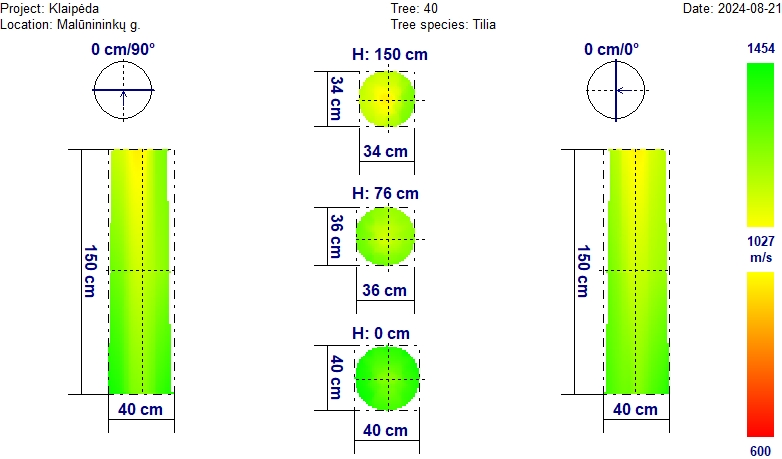 Project: Klaipėda
Tree: 40
Date: 2024-08-21
Location: Malūnininkų g.
Tree species: Tilia
0 cm/90°
H: 150 cm
0 cm/0°
1454
34 cm
34 cm
H: 76 cm
36 cm
36 cm
150 cm
150 cm
1027
m/s
H: 0 cm
40 cm
40 cm
40 cm
40 cm
600